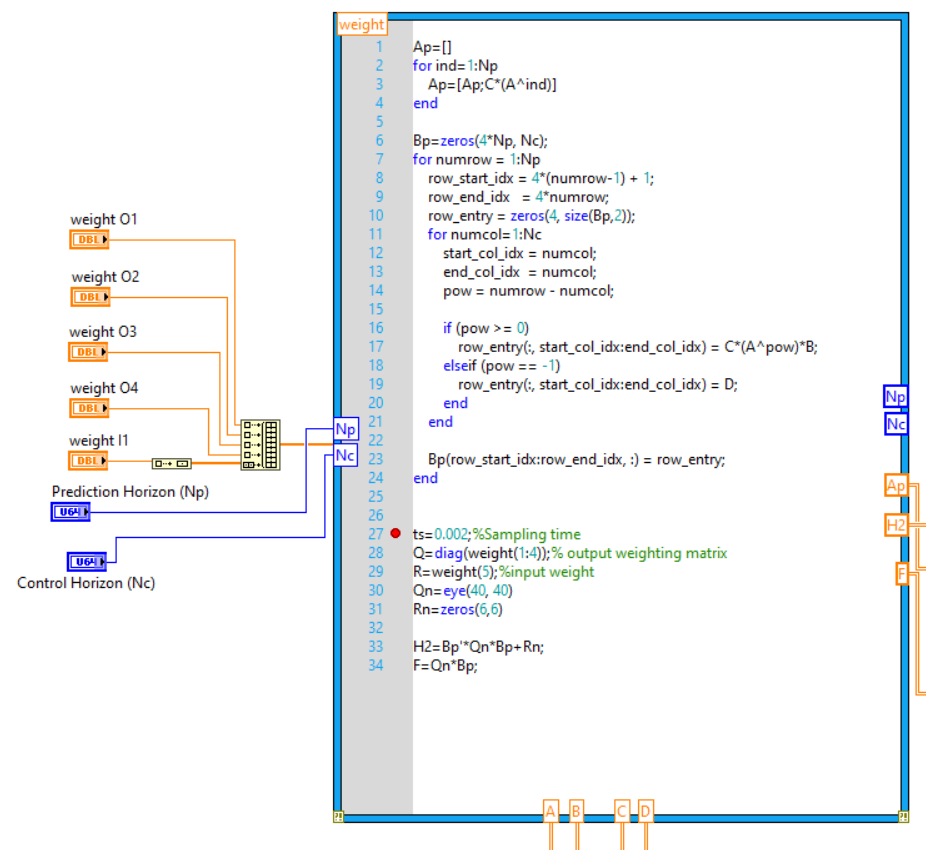 weight
1 Ap=[]
2 for ind=1:Np
3 Ap=[Ap;C*(A^ind)]
4 end
5
6 Bp=zeros(4*Np, Nc);
7 for numrow = 1:Np
8 row_start_idx = 4*(numrow-1) + 1;
9 row_end_idx = 4*numrow;
10 row_entry = zeros(4, size(Bp,2));
11 for numcol=1:Nc
12 start_col_idx = numcol;
13 end_col_idx = numcol;
14 pow = numrow - numcol;
15
16 if (pow >= 0)
17 row_entry(:, start_col_idx:end_col_idx) = C*(A^pow)*B;
18 elseif (pow == -1)
19 row_entry(:, start_col_idx:end_col_idx) = D;
20 end
21 end
22
23 Bp(row_start_idx:row_end_idx, :) = row_entry;
24 end
25
26
27 ts=0.002;%Sampling time
28 Q=diag(weight(1:4));% output weighting matrix
29 R=weight(5);%input weight
30 Qn=eye(40, 40)
31 Rn=zeros(6,6)
32
33 H2=Bp'*Qn*Bp+Rn;
34 F=Qn*Bp;
weight O1
DBL
weight O2
DBL
weight O3
DBL
weight O4
DBL
weight I1
DBL
Prediction Horizon (Np)
U64
Control Horizon (Nc)
U64
Np
Nc
Np
Nc
Ap
H2
F
A B C D